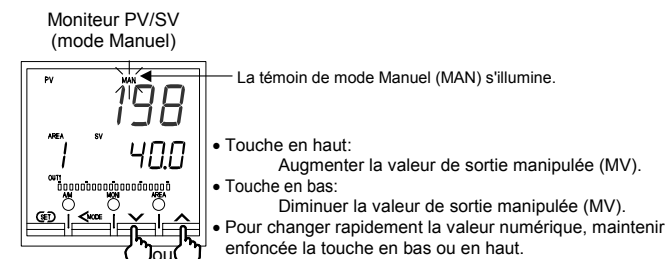 Moniteur PV/SV
(mode Manuel)
PV
MAN
La témoin de mode Manuel (MAN) s'illumine.
198
AREA
SV
1
40.0
OUT1
A/M
MONI
AREA
SET
<MODE
ou
• Touche en haut:
Augmenter la valeur de sortie manipulée (MV).
• Touche en bas:
Diminuer la valeur de sortie manipulée (MV).
• Pour changer rapidement la valeur numérique, maintenir
enfoncée la touche en bas ou en haut.